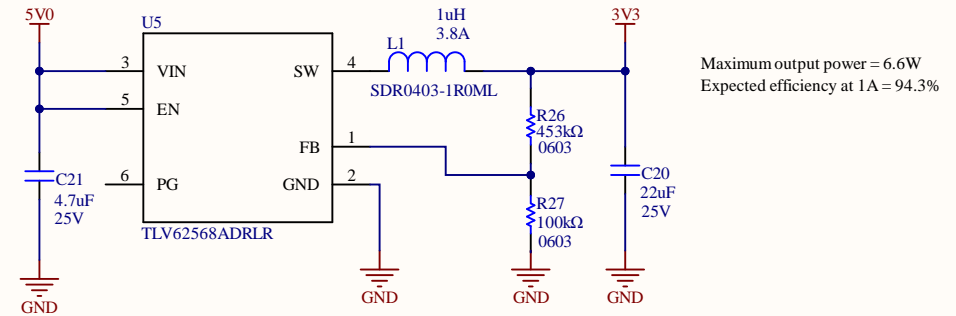 5V0
U5
1uH
3.8A
3V3
L1
3
VIN
SW
4
Maximum output power = 6.6W
SDR0403-1R0ML
Expected efficiency at 1A = 94.3%
5
EN
R26
453kΩ
0603
FB
1
C21
4.7uF
25V
6
PG
GND
2
C20
22uF
25V
R27
100kΩ
0603
TLV62568ADRLR
GND
GND
GND
GND